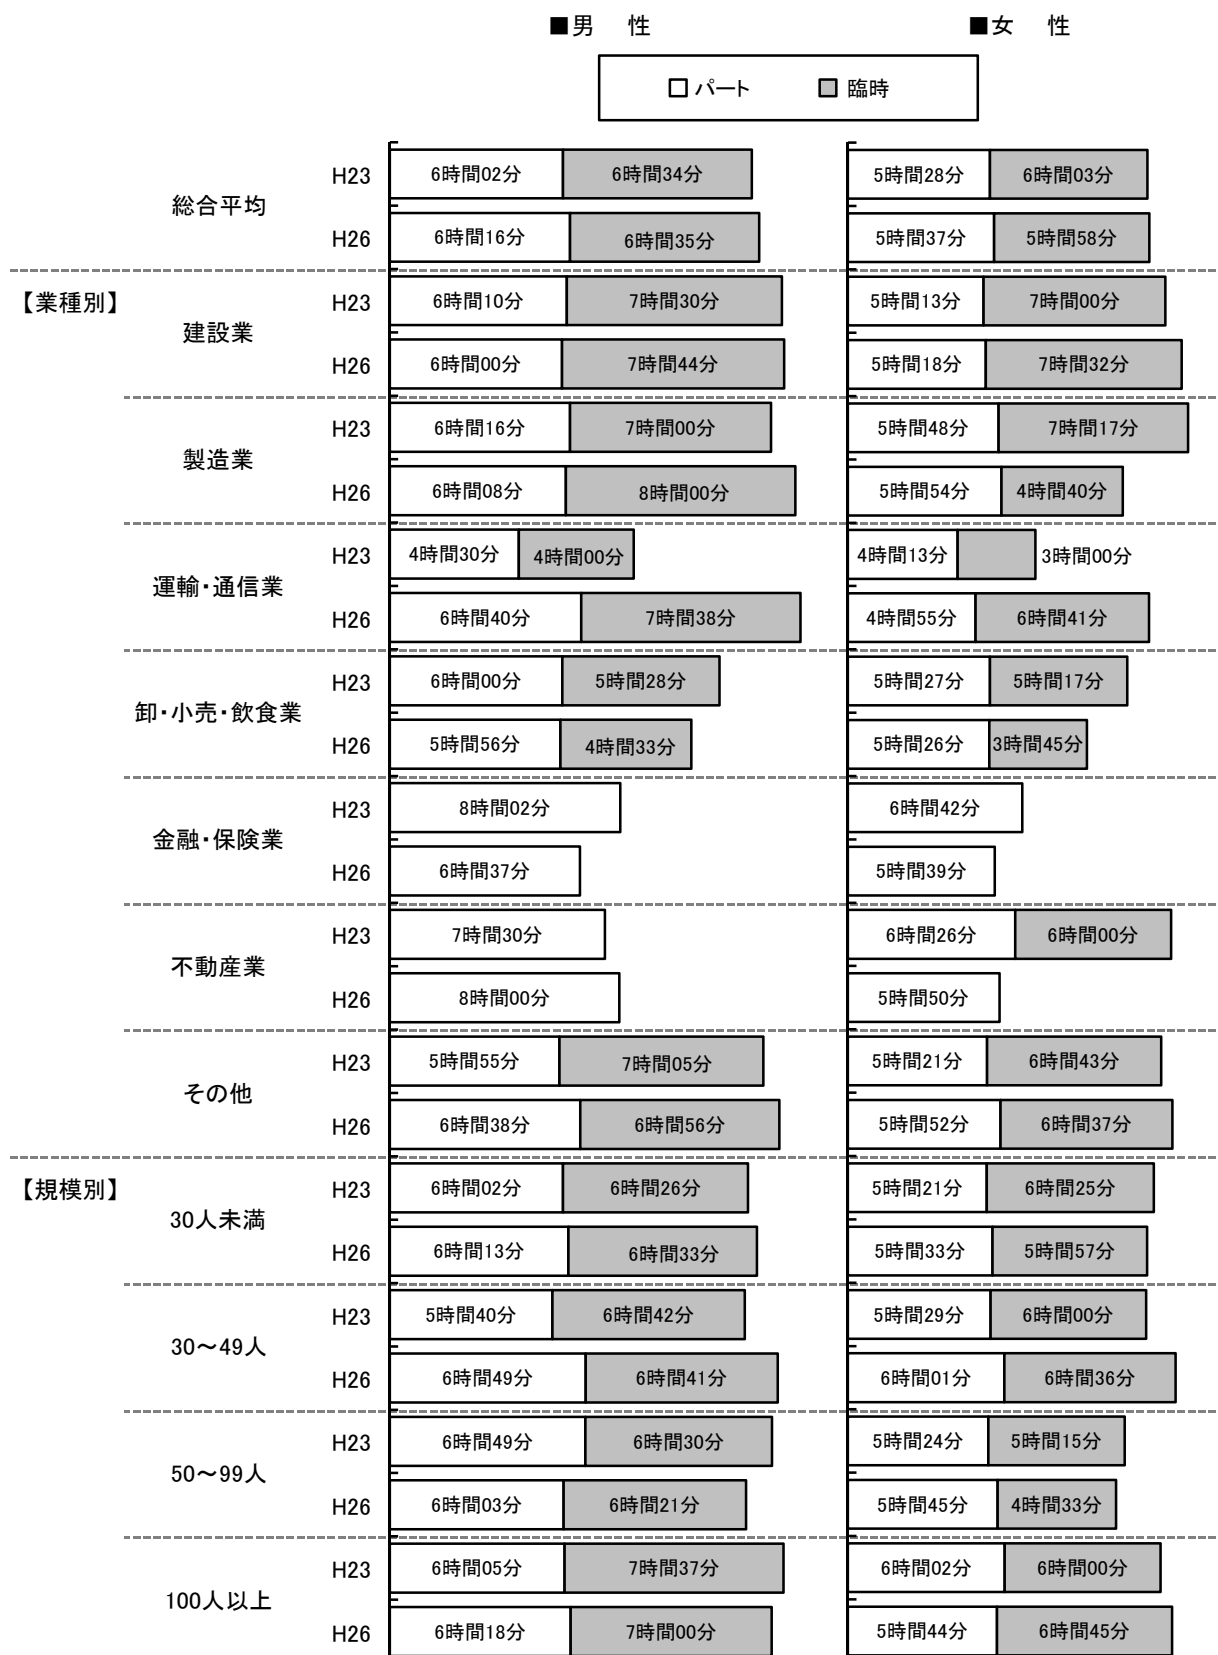 ■男 性 ■女 性
パート 臨時
H23 6時間02分 6時間34分 5時間28分 6時間03分
総合平均
H26 6時間16分 6時間35分 5時間37分 5時間58分
【業種別】 H23 6時間10分 7時間30分 5時間13分 7時間00分
建設業
H26 6時間00分 7時間44分 5時間18分 7時間32分
H23 6時間16分 7時間00分 5時間48分 7時間17分
製造業
H26 6時間08分 8時間00分 5時間54分 4時間40分
H23 4時間30分 4時間00分 4時間13分 3時間00分
運輸・通信業
H26 6時間40分 7時間38分 4時間55分 6時間41分
H23 6時間00分 5時間28分 5時間27分 5時間17分
卸・小売・飲食業
H26 5時間56分 4時間33分 5時間26分 3時間45分
H23 8時間02分 6時間42分
金融・保険業
H26 6時間37分 5時間39分
H23 7時間30分 6時間26分 6時間00分
不動産業
H26 8時間00分 5時間50分
H23 5時間55分 7時間05分 5時間21分 6時間43分
その他
H26 6時間38分 6時間56分 5時間52分 6時間37分
【規模別】 H23 6時間02分 6時間26分 5時間21分 6時間25分
30人未満
H26 6時間13分 6時間33分 5時間33分 5時間57分
H23 5時間40分 6時間42分 5時間29分 6時間00分
30～49人
H26 6時間49分 6時間41分 6時間01分 6時間36分
H23 6時間49分 6時間30分 5時間24分 5時間15分
50～99人
H26 6時間03分 6時間21分 5時間45分 4時間33分
H23 6時間05分 7時間37分 6時間02分 6時間00分
100人以上
H26 6時間18分 7時間00分 5時間44分 6時間45分